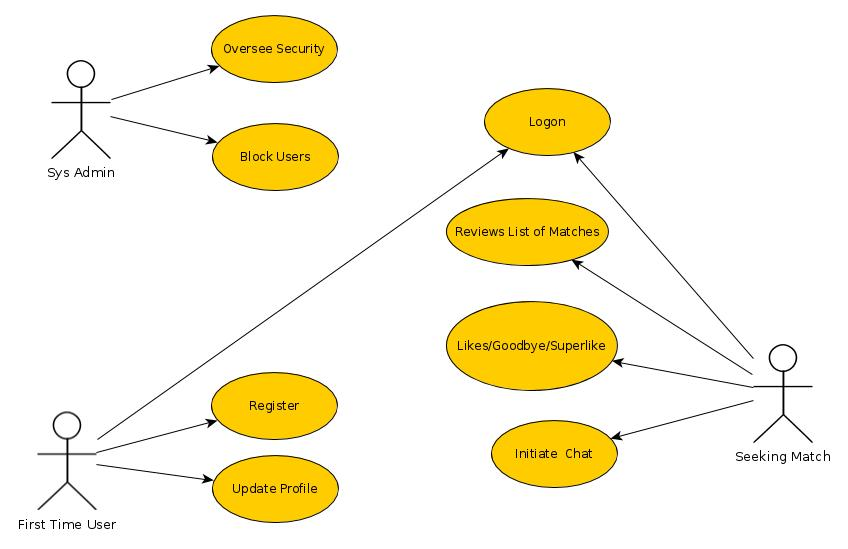 Oversee Security
Block Users
Sys Admin
Logon
Reviews List of Matches
Likes/Goodbye/Superlike
Initiate  Chat
Seeking Match
Register
Update Profile
First Time User